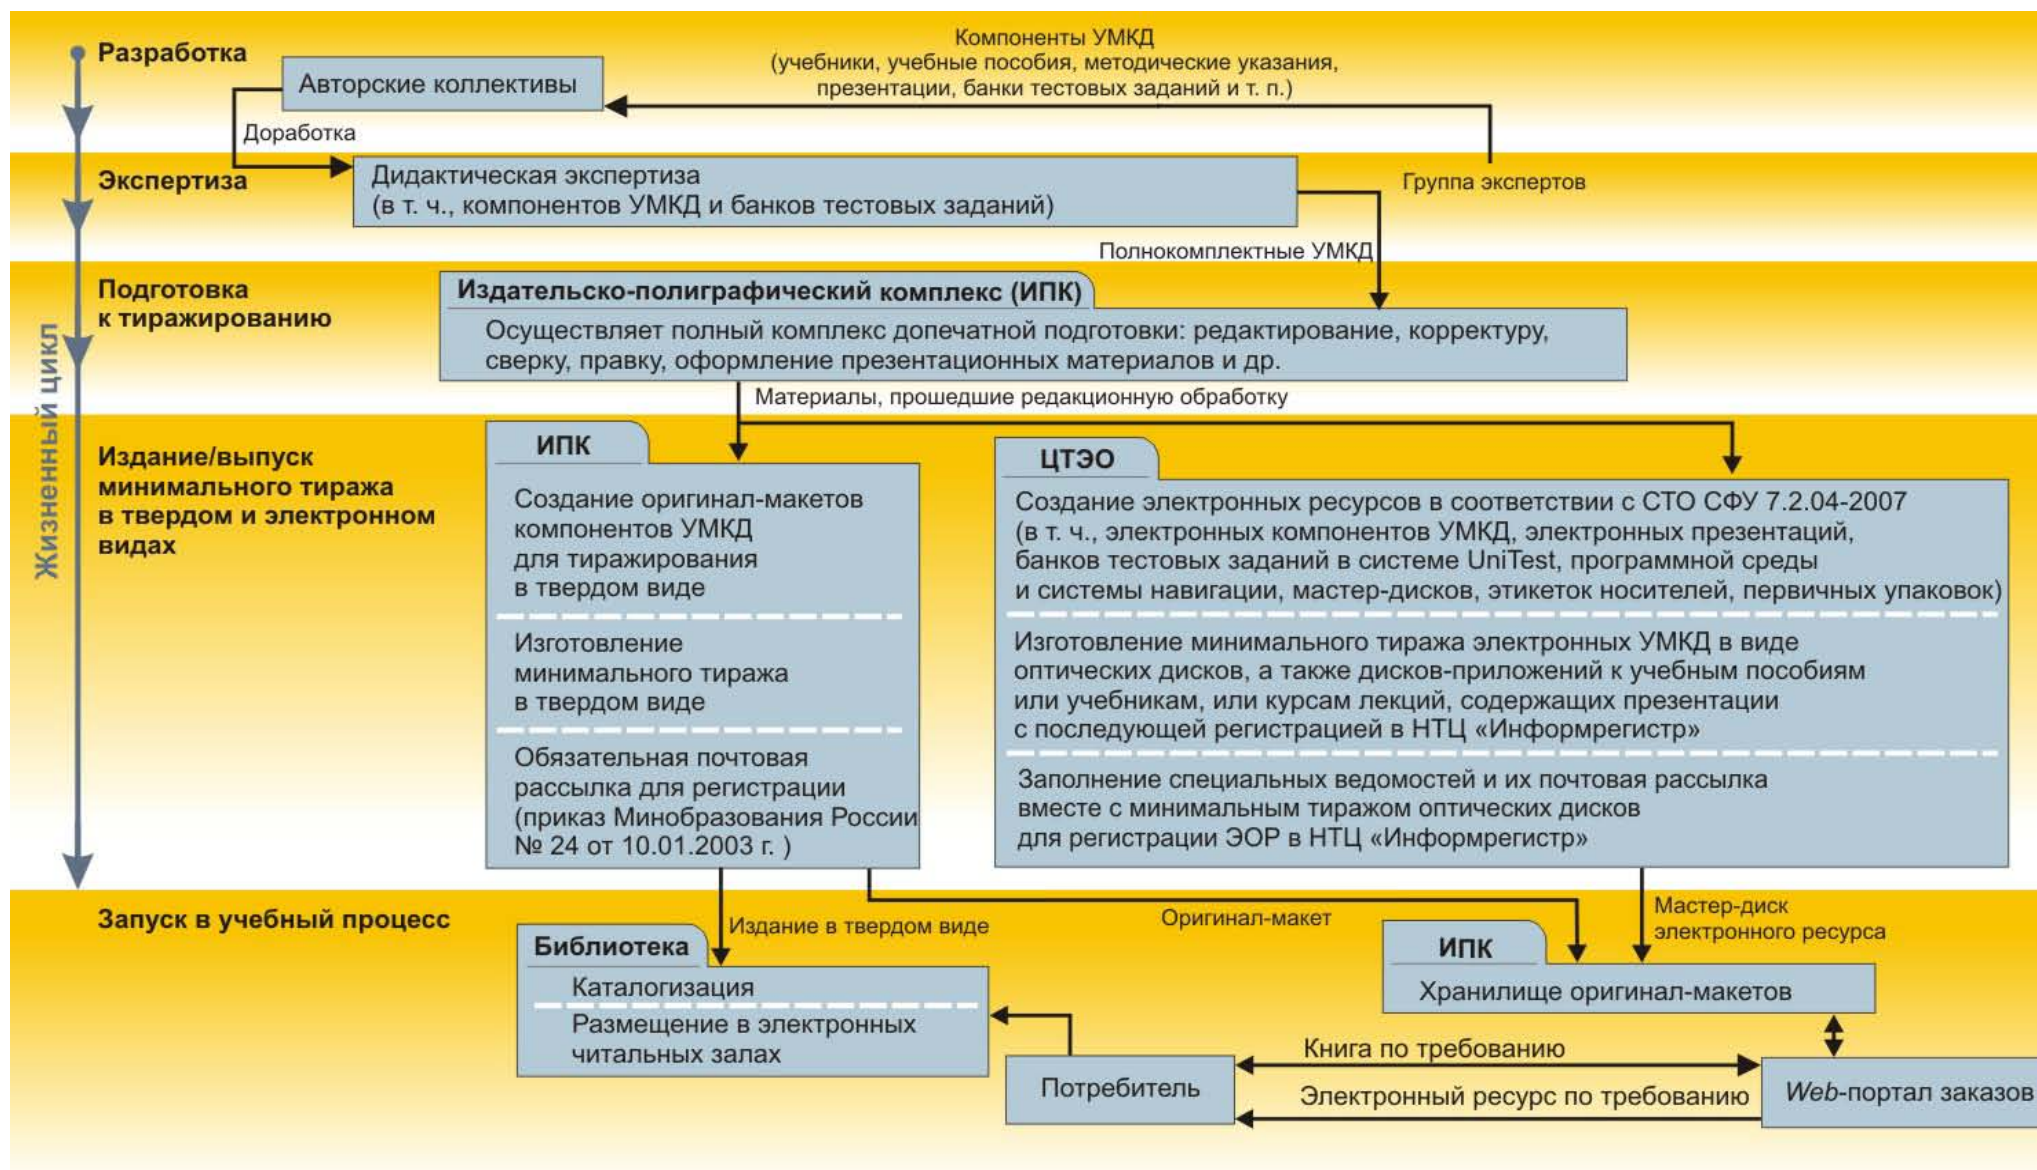 Разработка
Авторские коллективы
Компоненты УМКД
(учебники, учебные пособия, методические указания,
презентации, банки тестовых заданий и т. п.)
Доработка
Экспертиза
Дидактическая экспертиза
(в т. ч., компонентов УМКД и банков тестовых заданий)
Группа экспертов
Полнокомплектные УМКД
Жизненный цикл
Подготовка
к тиражированию
Издательско-полиграфический комплекс (ИПК)
Осуществляет полный комплекс допечатной подготовки: редактирование, корректуру,
сверку, правку, оформление презентационных материалов и др.
Материалы, прошедшие редакционную обработку
Издание/выпуск
минимального тиража
в твердом и электронном
видах
ИПК
Создание оригинал-макетов
компонентов УМКД
для тиражирования
в твердом виде
Изготовление
минимального тиража
в твердом виде
Обязательная почтовая
рассылка для регистрации
(приказ Минобразования России
№ 24 от 10.01.2003 г. )
ЦТЭО
Создание электронных ресурсов в соответствии с СТО СФУ 7.2.04-2007
(в т. ч., электронных компонентов УМКД, электронных презентаций,
банков тестовых заданий в системе UniTest, программной среды
и системы навигации, мастер-дисков, этикеток носителей, первичных упаковок)
Изготовление минимального тиража электронных УМКД в виде
оптических дисков, а также дисков-приложений к учебным пособиям
или учебникам, или курсам лекций, содержащих презентации
с последующей регистрацией в НТЦ «Информрегистр»
Заполнение специальных ведомостей и их почтовая рассылка
вместе с минимальным тиражом оптических дисков
для регистрации ЭОР в НТЦ «Информрегистр»
Запуск в учебный процесс
Издание в твердом виде
Оригинал-макет
Мастер-диск
электронного ресурса
Библиотека
Каталогизация
Размещение в электронных
читальных залах
ИПК
Хранилище оригинал-макетов
Потребитель
Книга по требованию
Электронный ресурс по требованию
Web-портал заказов